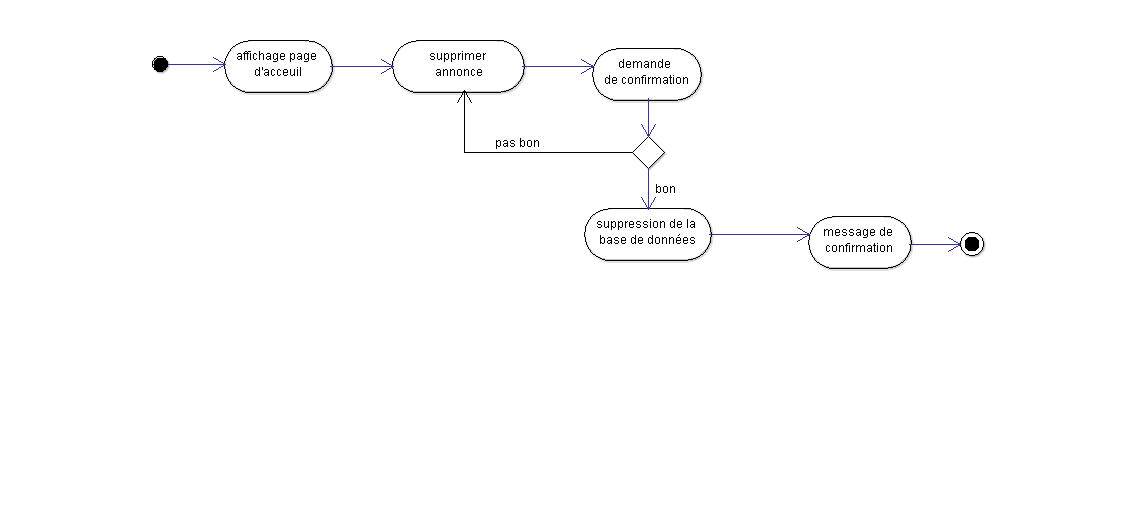 affichage page
d'acceuil
supprimer
annonce
demande
de confirmation
pas bon
bon
suppression de la
base de données
message de
confirmation